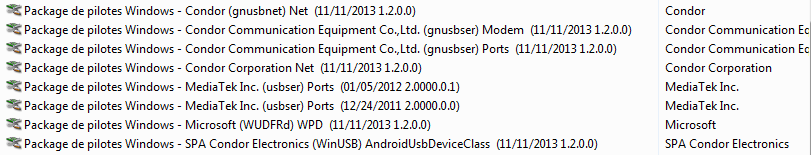 Package de pilotes Windows - Condor (gnusbnet) Net (11/11/2013 1.2.0.0) Condor
Package de pilotes Windows - Condor Communication Equipment Co.,Ltd. (gnusbser) Modem (11/11/2013 1.2.0.0) Condor Communication Ec
Package de pilotes Windows - Condor Communication Equipment Co.,Ltd. (gnusbser) Ports (11/11/2013 1.2.0.0) Condor Communication Ec
Package de pilotes Windows - Condor Corporation Net (11/11/2013 1.2.0.0) Condor Corporation
Package de pilotes Windows - MediaTek Inc. (usbser) Ports (01/05/2012 2.0000.0.1) MediaTek Inc.
Package de pilotes Windows - MediaTek Inc. (usbser) Ports (12/24/2011 2.0000.0.0) MediaTek Inc.
Package de pilotes Windows - Microsoft (WUDFRd) WPD (11/11/2013 1.2.0.0) Microsoft
Package de pilotes Windows - SPA Condor Electronics (WinUSB) AndroidUsbDeviceClass (11/11/2013 1.2.0.0) SPA Condor Electronics